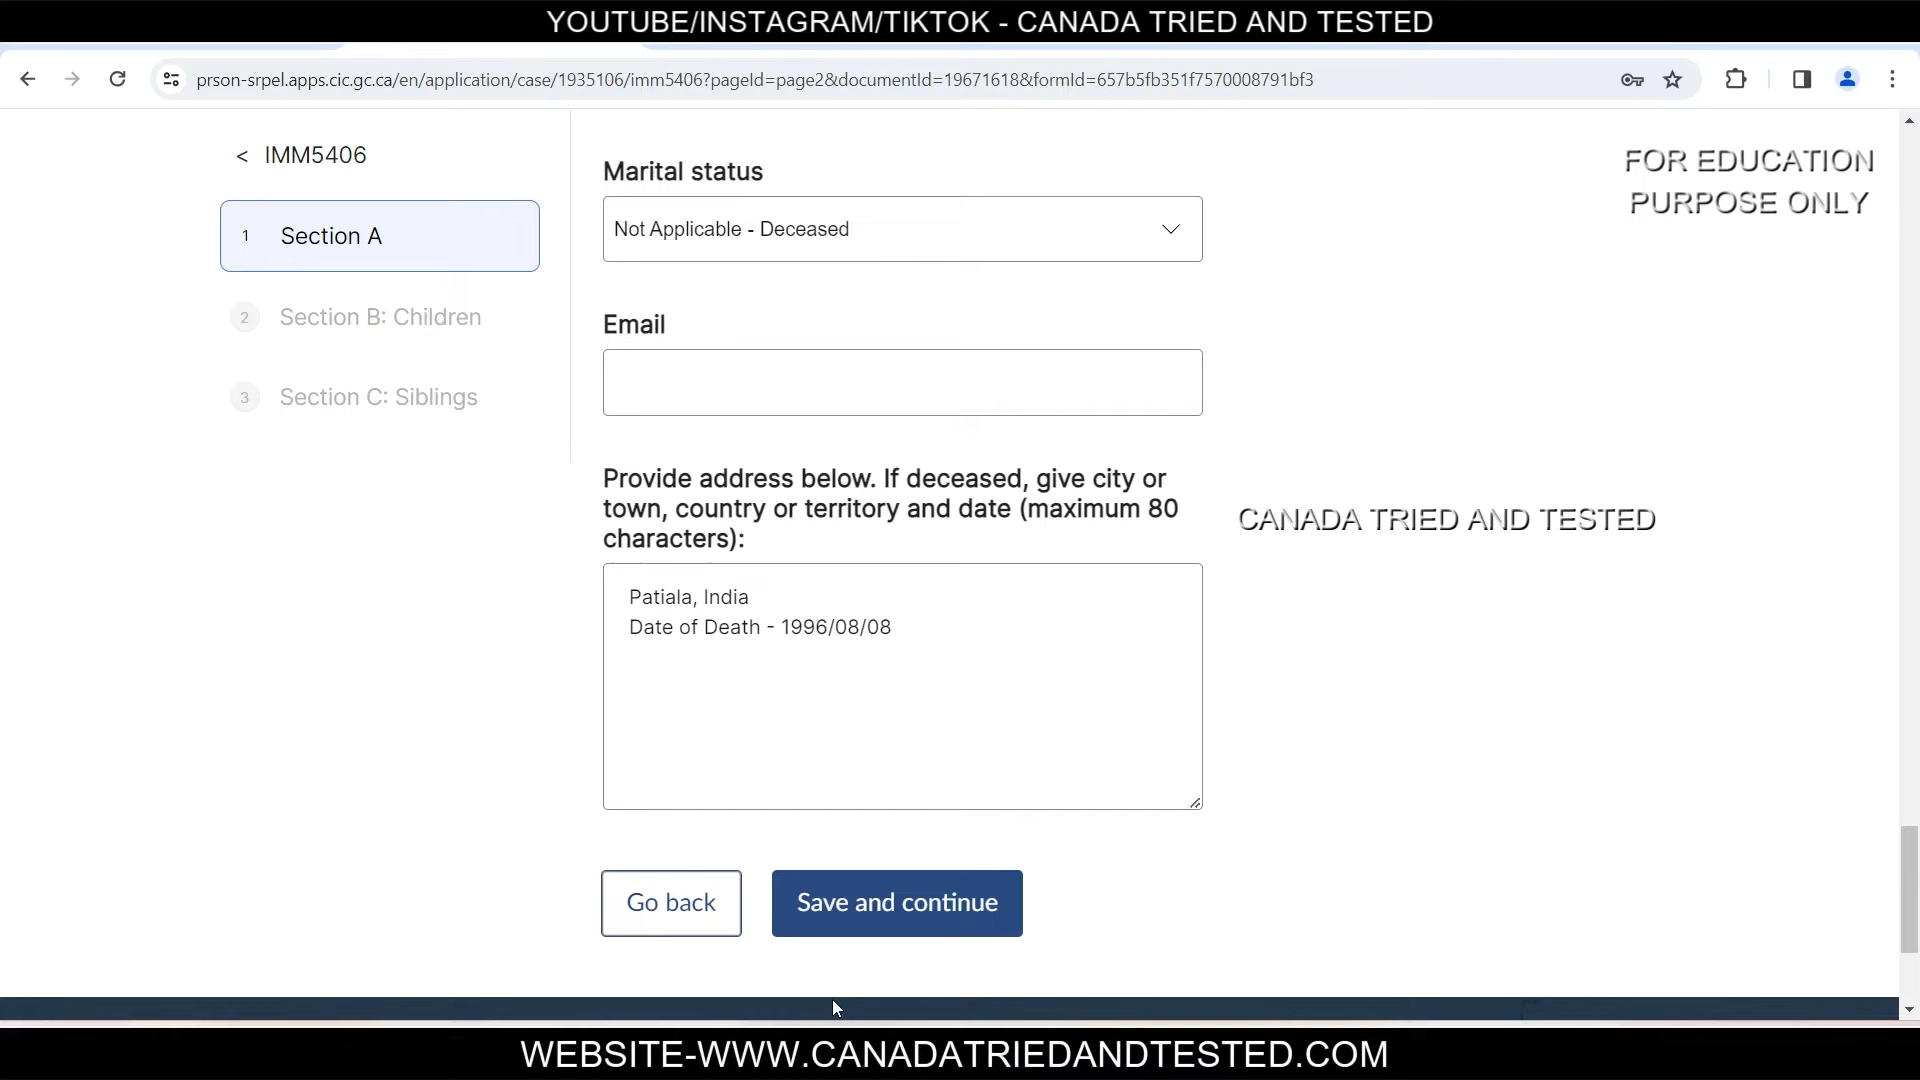 YOUTUBE/INSTAGRAM/TIKTOK - CANADA TRIED AND TESTED
prson-srpel.apps.cic.gc.ca/en/application/case/1935106/imm5406?pageId=page2&documentId=19671618&formId=657b5fb351f7570008791bf3
< IMM5406
1 Section A
2 Section B: Children
3 Section C: Siblings
Marital status
Not Applicable - Deceased
Email
Provide address below. If deceased, give city or
town, country or territory and date (maximum 80
characters):
Patiala, India
Date of Death - 1996/08/08
Go back
Save and continue
FOR EDUCATION
PURPOSE ONLY
CANADA TRIED AND TESTED
WEBSITE-WWW.CANADATRIEDANDTESTED.COM